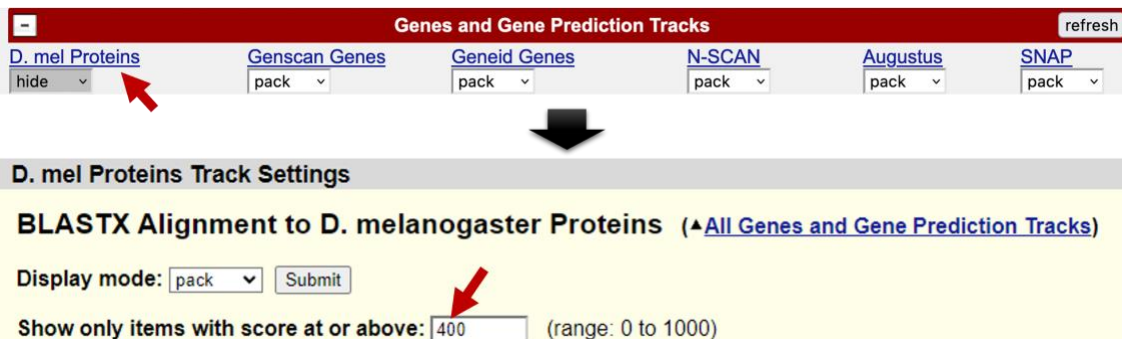 - Genes and Gene Prediction Tracks refresh
D. mel Proteins Genscan Genes Geneid Genes N-SCAN Augustus SNAP
hide pack pack pack pack pack
D. mel Proteins Track Settings
BLASTX Alignment to D. melanogaster Proteins (▲All Genes and Gene Prediction Tracks)
Display mode: pack Submit
Show only items with score at or above: 400 (range: 0 to 1000)